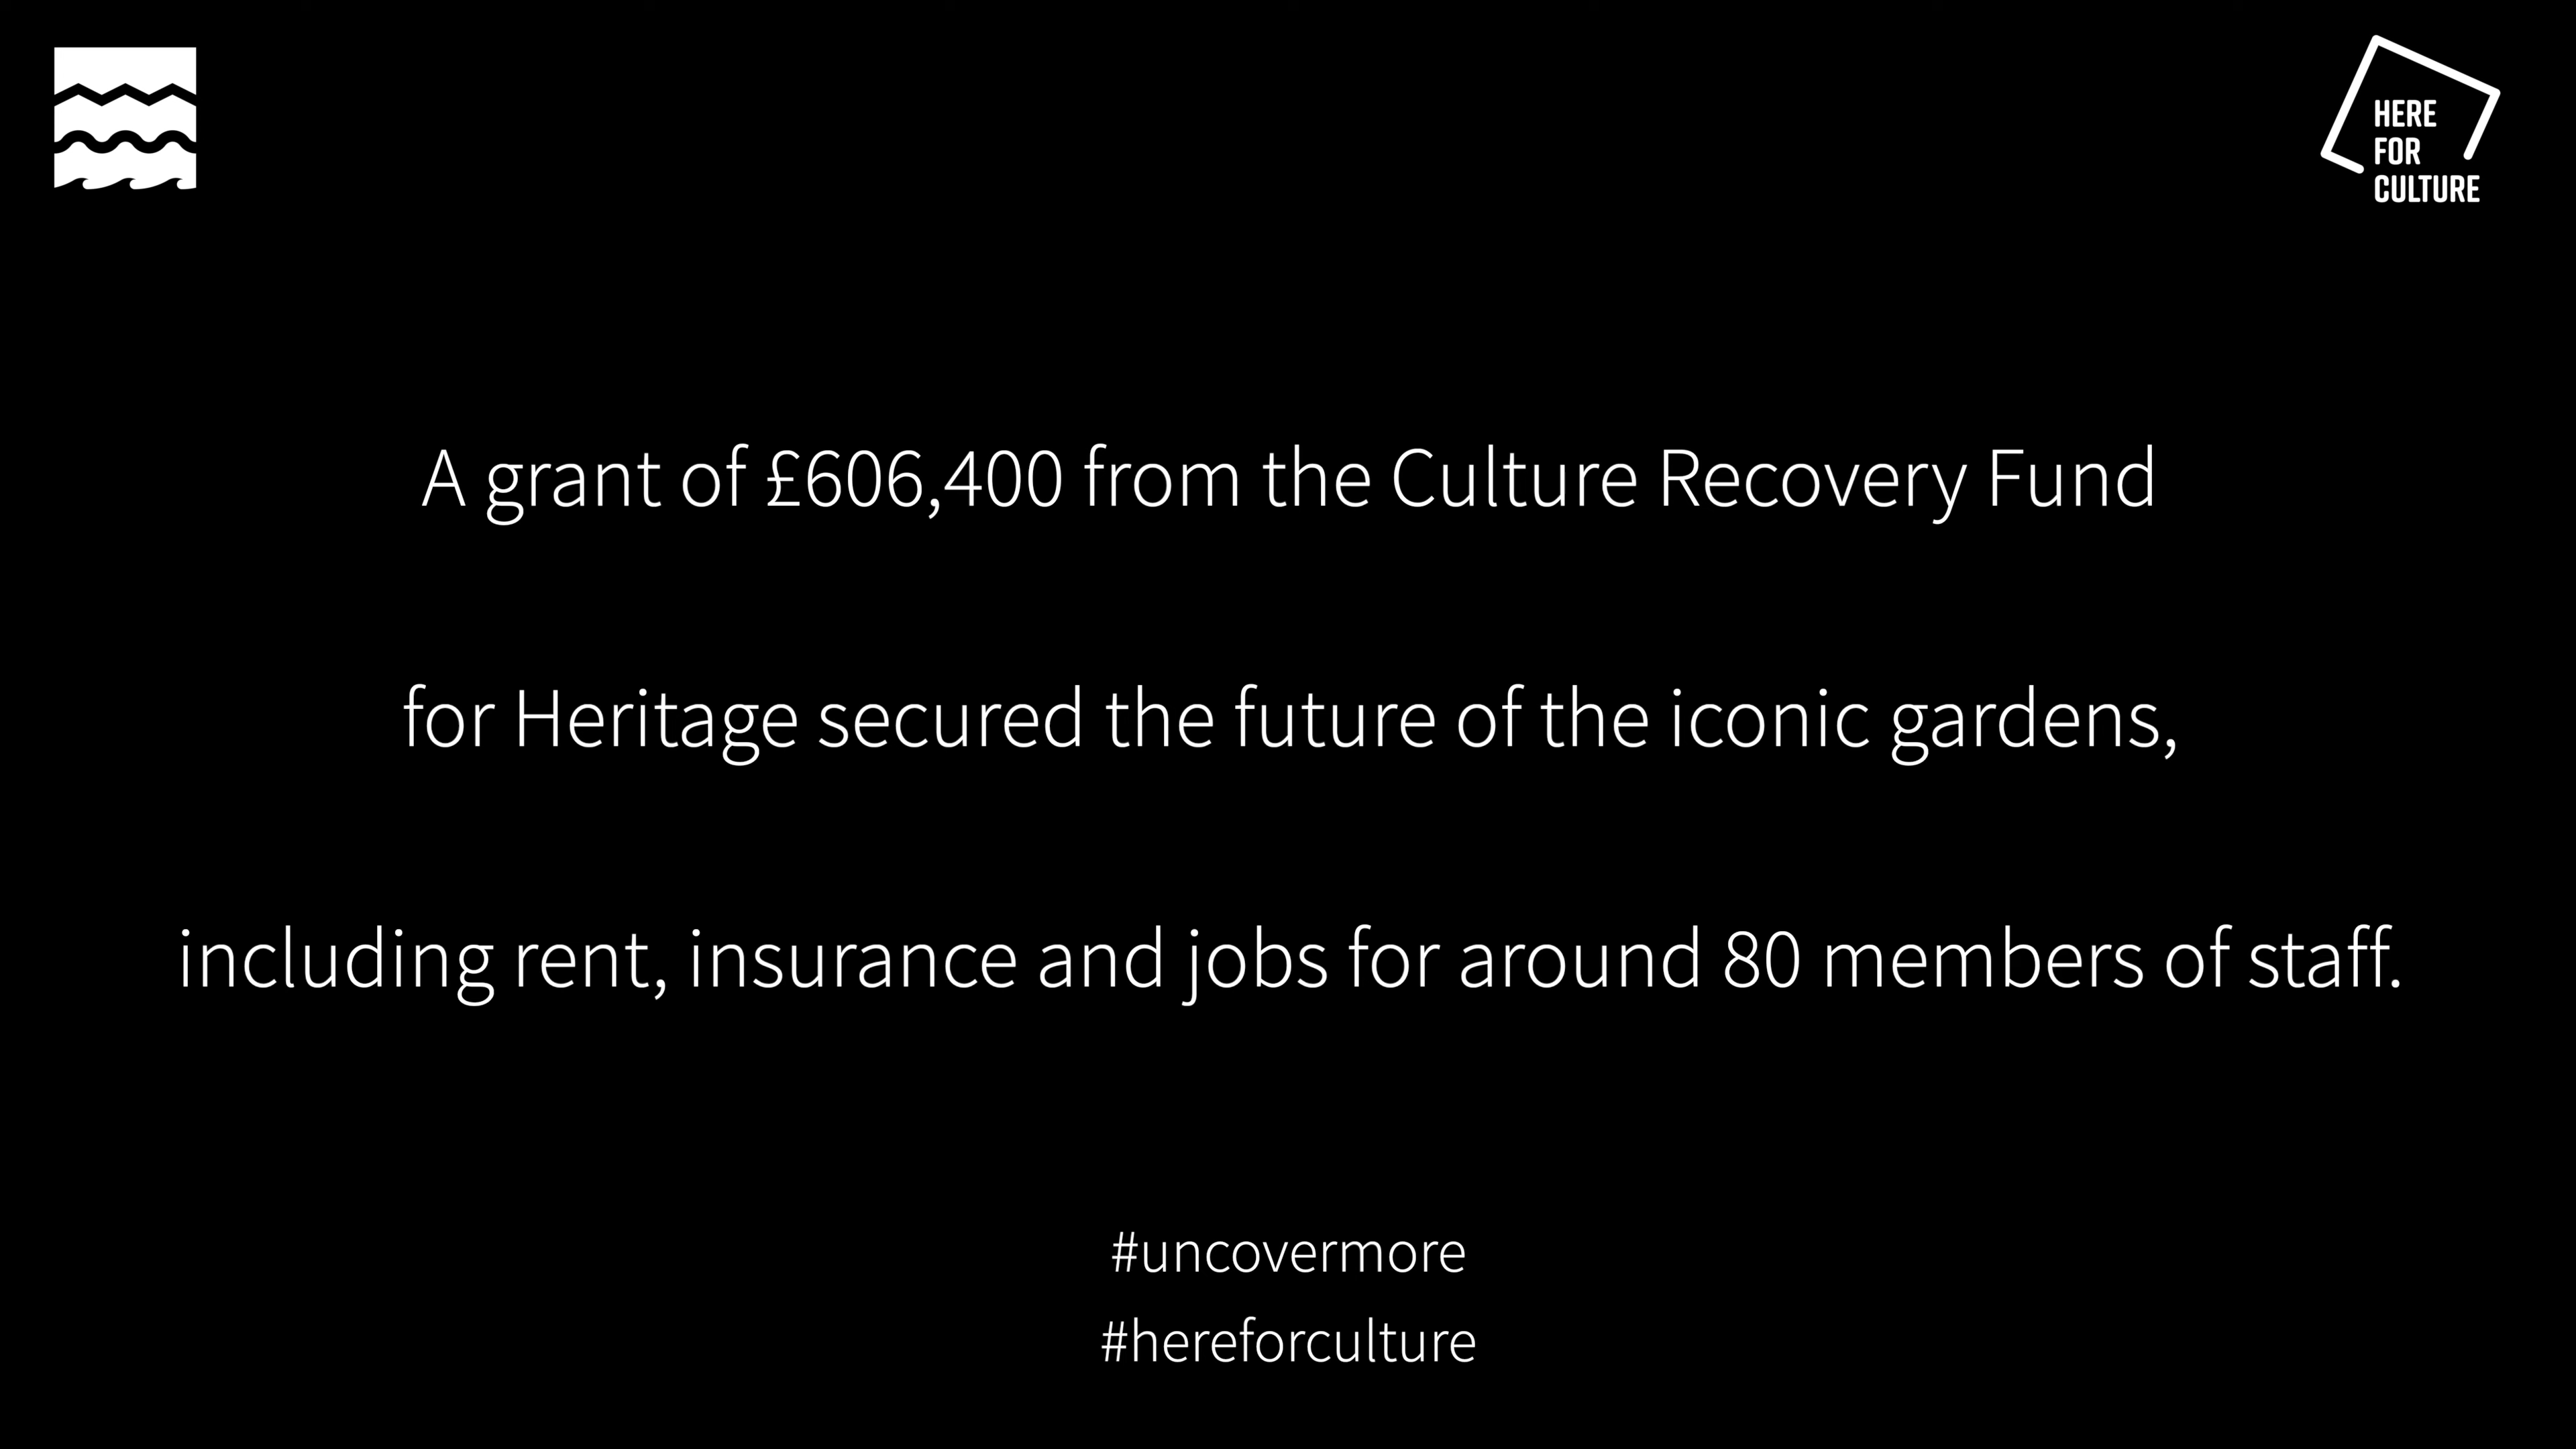 HERE
FOR
CULTURE
A grant of £606,400 from the Culture Recovery Fund
for Heritage secured the future of the iconic gardens,
including rent, insurance and jobs for around 80 members of staff.
#uncovermore
#hereforculture